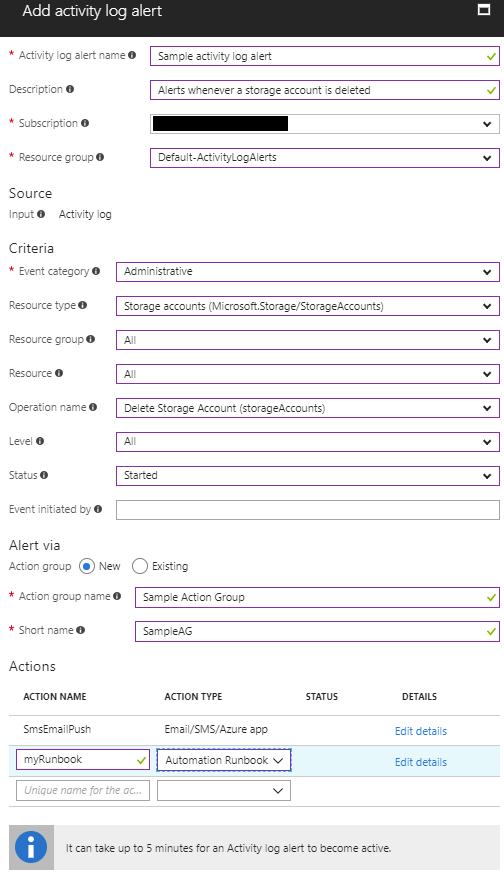 Add activity log alert
* Activity log alert name Sample activity log alert
Description Alerts whenever a storage account is deleted
* Subscription
* Resource group Default-ActivityLogAlerts
Source
Input Activity log
Criteria
* Event category Administrative
Resource type Storage accounts (Microsoft.Storage/StorageAccounts)
Resource group All
Resource All
Operation name Delete Storage Account (storageAccounts)
Level All
Status Started
Event initiated by
Alert via
Action group New Existing
* Action group name Sample Action Group
* Short name SampleAG
Actions
ACTION NAME ACTION TYPE STATUS DETAILS
SmsEmailPush Email/SMS/Azure app Edit details
myRunbook Automation Runbook Edit details
Unique name for the ac...
It can take up to 5 minutes for an Activity log alert to become active.